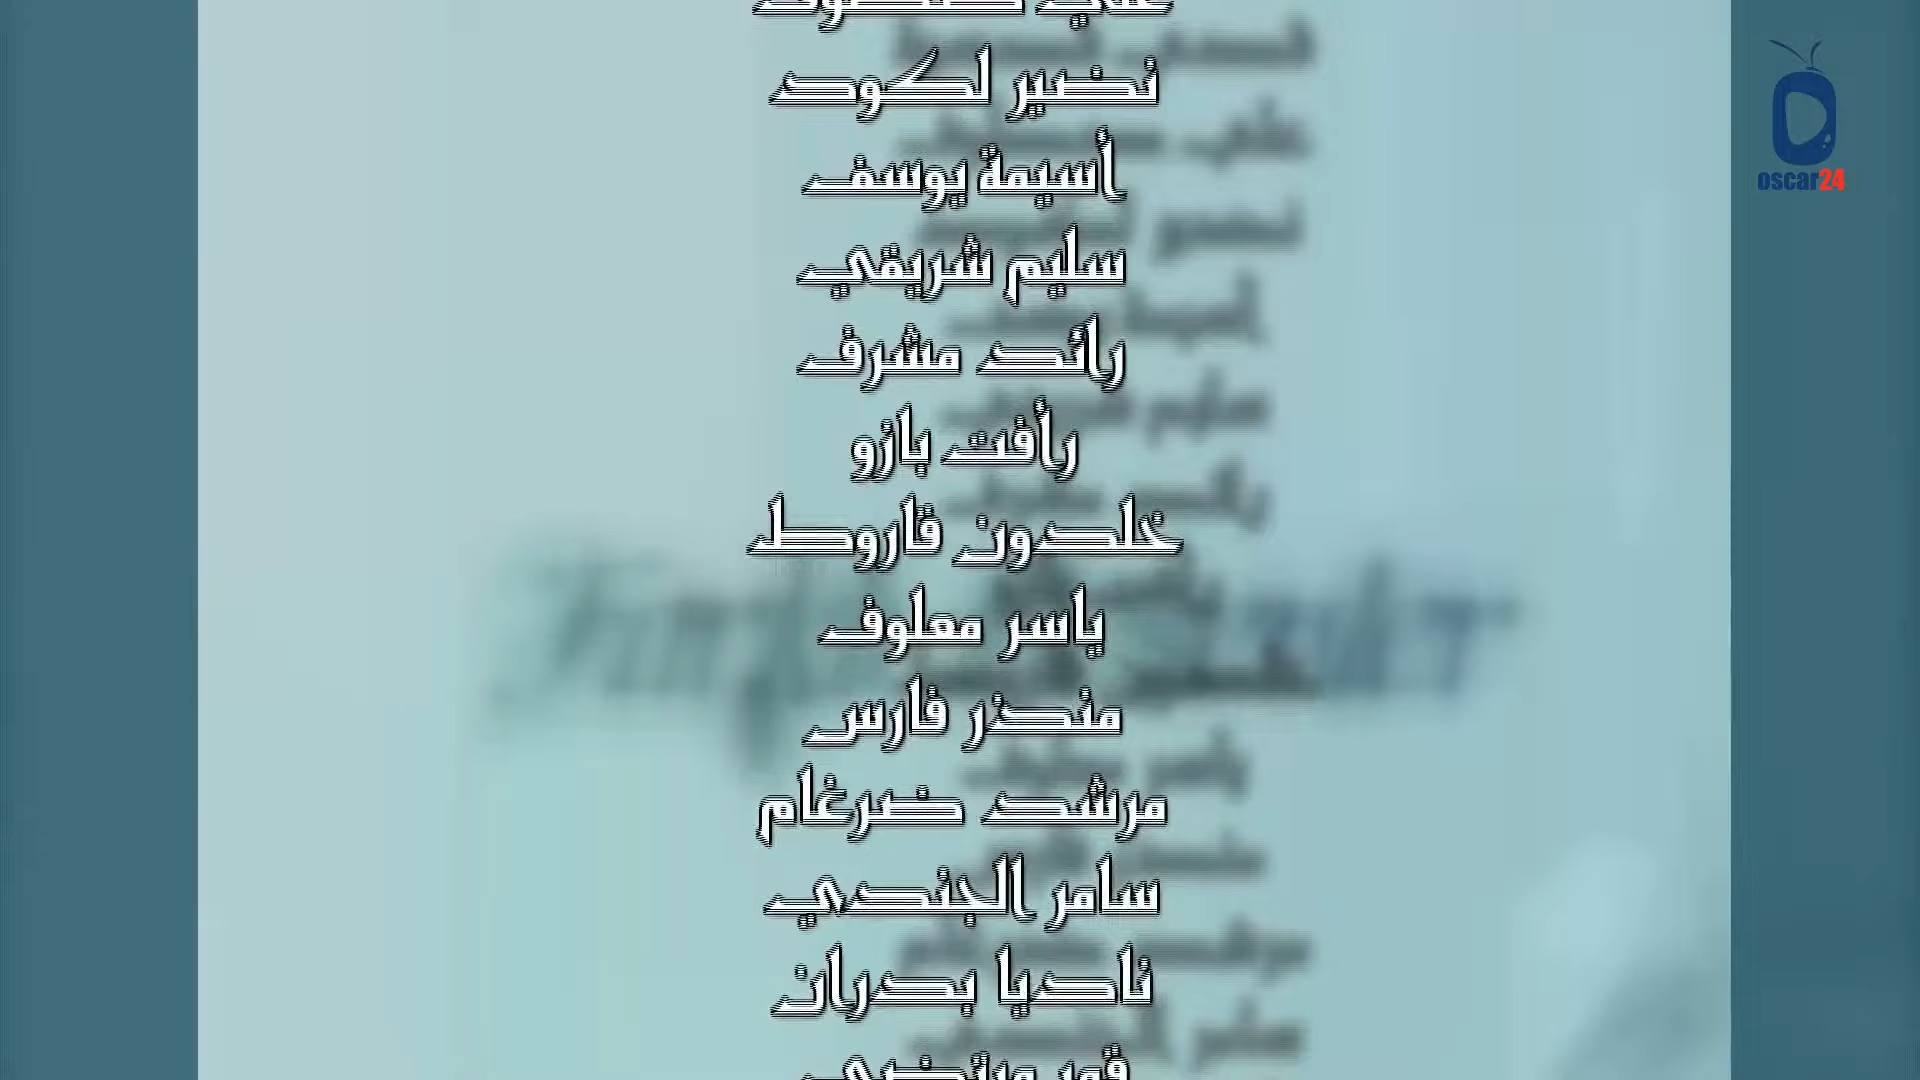 نضير لكود
أسيمة يوسف
سليم شريقي
رائد مشرف
رأفت بازو
خلدون قاروط
ياسر معلوف
منذر فارس
مرشد ضرغام
سامر الجندي
ناديا بدران
oscar24